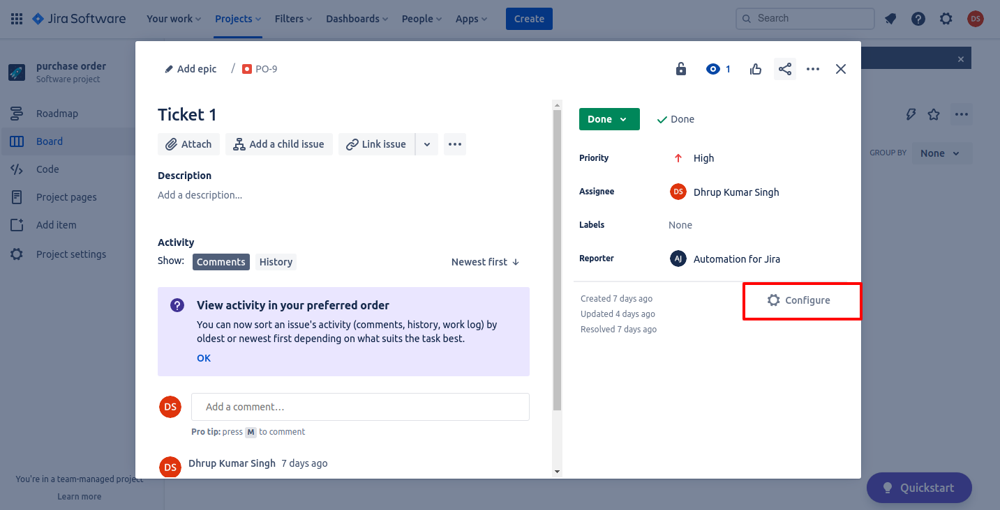 Jira Software Your work Projects Filters Dashboards People Apps Create Search DS
purchase order
Software project
Roadmap
Board
Code
Project pages
Add item
Project settings
You're in a team-managed project
Learn more
Add epic / PO-9 1
Ticket 1
Attach Add a child issue Link issue
Description
Add a description...
Activity
Show: Comments History Newest first
? View activity in your preferred order
You can now sort an issue's activity (comments, history, work log) by
oldest or newest first depending on what suits the task best.
OK
DS Add a comment…
Pro tip: press M to comment
DS Dhrup Kumar Singh 7 days ago
Done Done
Priority High
Assignee DS Dhrup Kumar Singh
Labels None
Reporter AJ Automation for Jira
Created 7 days ago Configure
Updated 4 days ago
Resolved 7 days ago
GROUP BY None
Quickstart